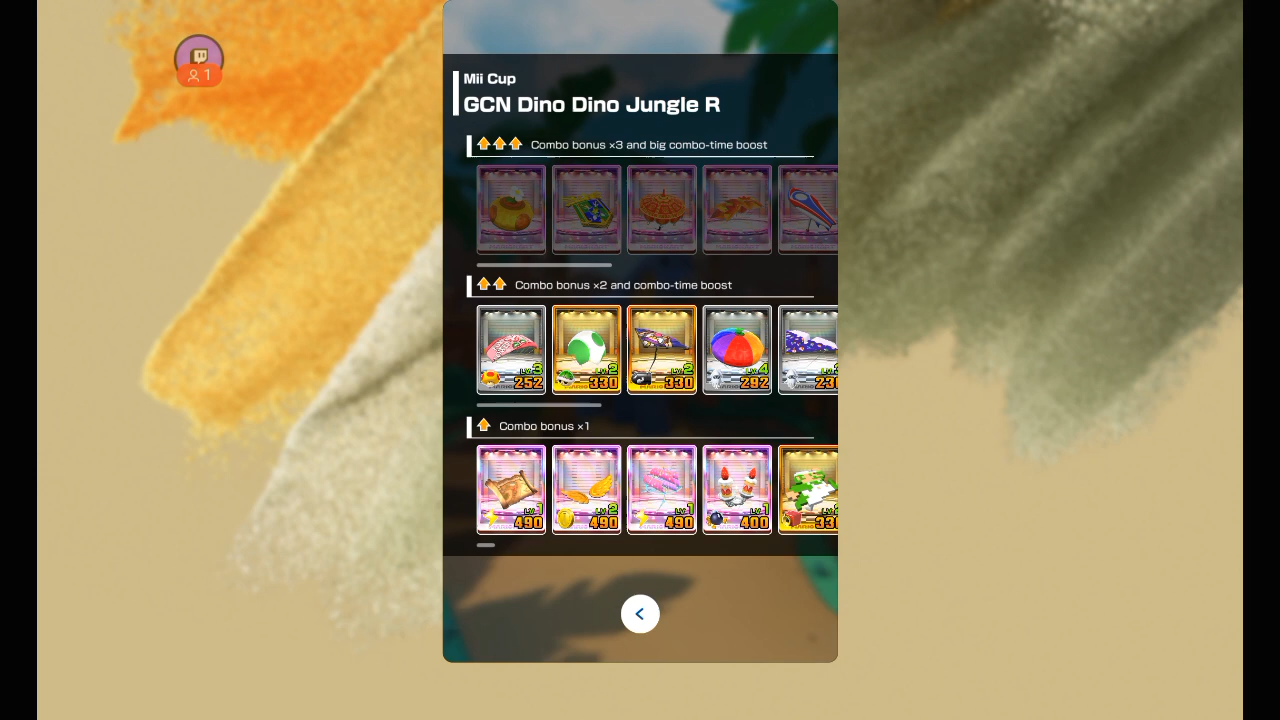 1
Mii Cup
GCN Dino Dino Jungle R
Combo bonus ×3 and big combo-time boost
Combo bonus ×2 and combo-time boost
LV.3 LV.2 LV.2 LV.4
252 330 330 292 230
Combo bonus ×1
LV.1 LV.2 LV.1 LV.1
490 490 490 400 330